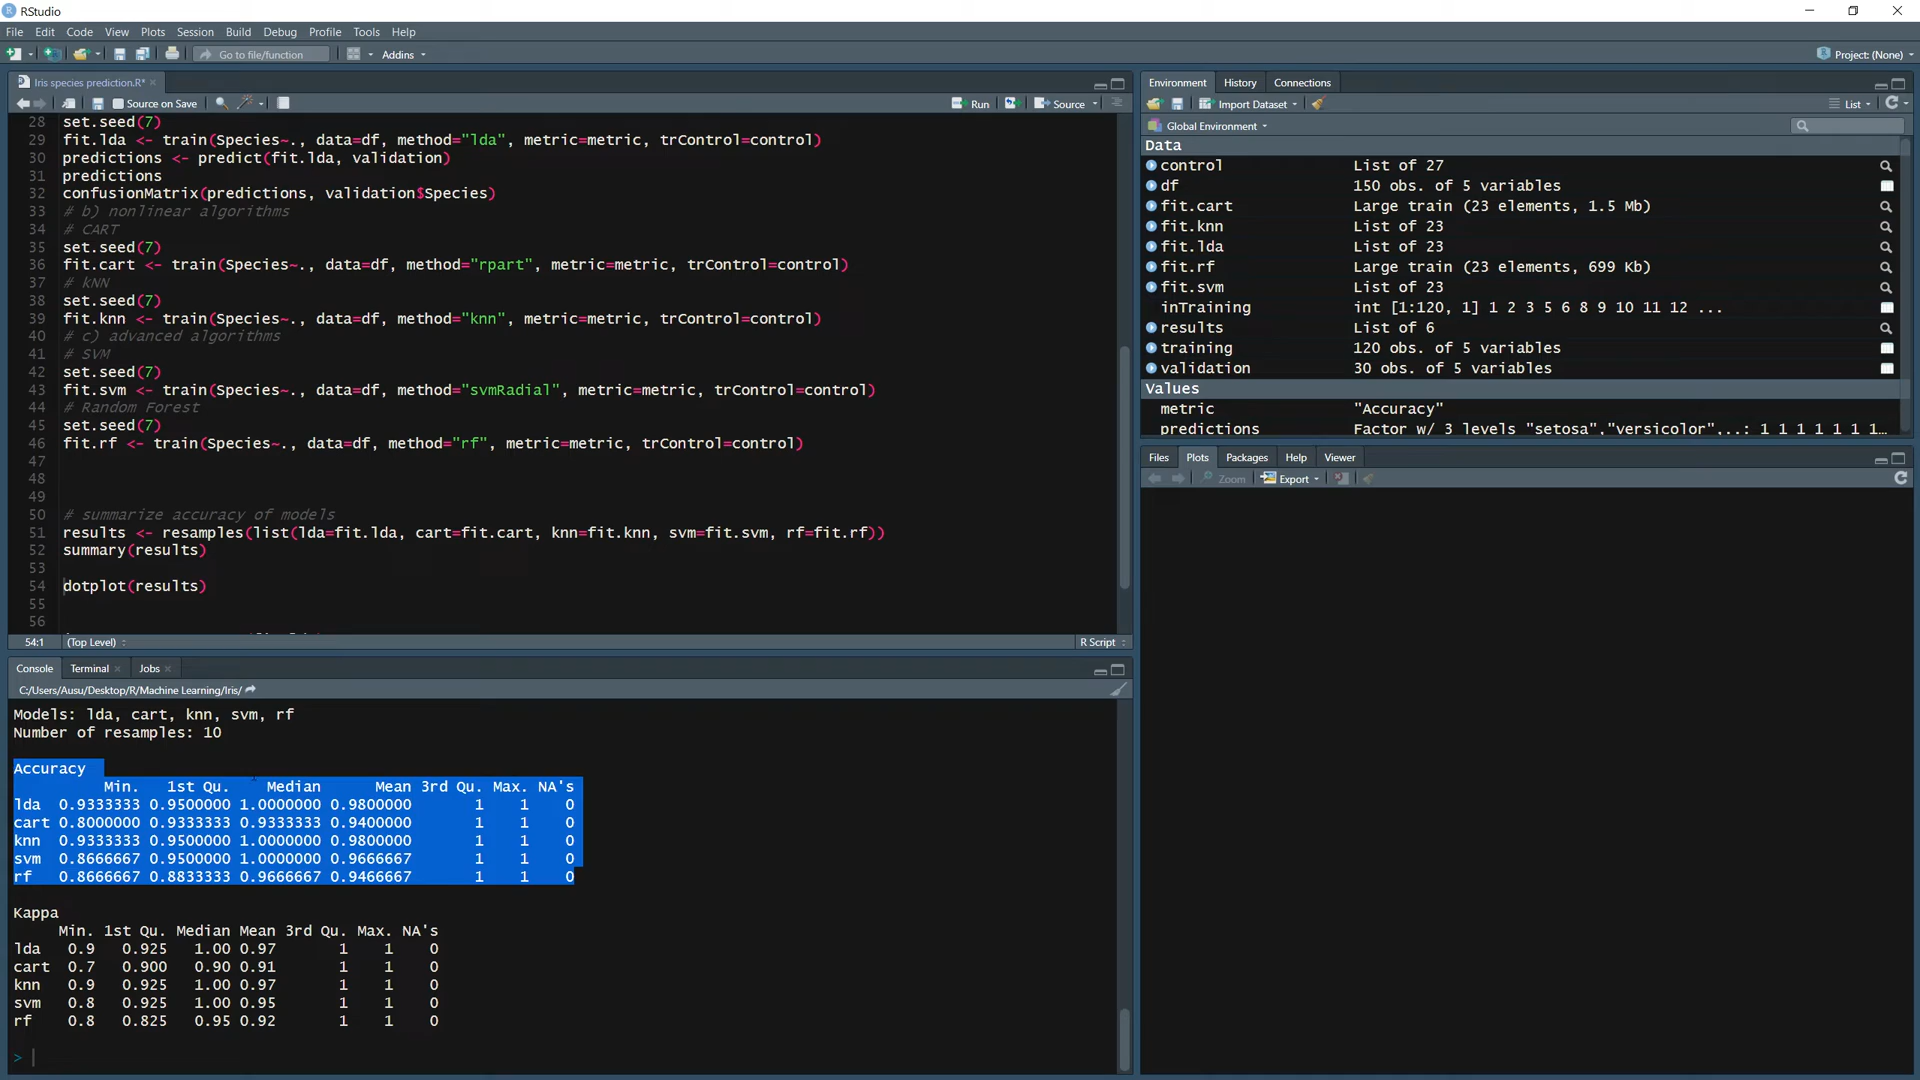 RStudio
File Edit Code View Plots Session Build Debug Profile Tools Help
Go to file/function Addins Project: (None)
Iris species prediction.R*
Source on Save Run Source
28 set.seed(7)
29 fit.lda <- train(Species~., data=df, method="lda", metric=metric, trControl=control)
30 predictions <- predict(fit.lda, validation)
31 predictions
32 confusionMatrix(predictions, validation$Species)
33 # b) nonlinear algorithms
34 # CART
35 set.seed(7)
36 fit.cart <- train(Species~., data=df, method="rpart", metric=metric, trControl=control)
37 # kNN
38 set.seed(7)
39 fit.knn <- train(Species~., data=df, method="knn", metric=metric, trControl=control)
40 # c) advanced algorithms
41 # SVM
42 set.seed(7)
43 fit.svm <- train(Species~., data=df, method="svmRadial", metric=metric, trControl=control)
44 # Random Forest
45 set.seed(7)
46 fit.rf <- train(Species~., data=df, method="rf", metric=metric, trControl=control)
47
48
49
50 # summarize accuracy of models
51 results <- resamples(list(lda=fit.lda, cart=fit.cart, knn=fit.knn, svm=fit.svm, rf=fit.rf))
52 summary(results)
53
54 dotplot(results)
55
56
54:1 (Top Level) R Script
Console Terminal Jobs
C:/Users/Ausu/Desktop/R/Machine Learning/Iris/
Models: lda, cart, knn, svm, rf
Number of resamples: 10
Accuracy
Min. 1st Qu. Median Mean 3rd Qu. Max. NA's
lda 0.9333333 0.9500000 1.0000000 0.9800000 1 1 0
cart 0.8000000 0.9333333 0.9333333 0.9400000 1 1 0
knn 0.9333333 0.9500000 1.0000000 0.9800000 1 1 0
svm 0.8666667 0.9500000 1.0000000 0.9666667 1 1 0
rf 0.8666667 0.8833333 0.9666667 0.9466667 1 1 0
Kappa
Min. 1st Qu. Median Mean 3rd Qu. Max. NA's
lda 0.9 0.925 1.00 0.97 1 1 0
cart 0.7 0.900 0.90 0.91 1 1 0
knn 0.9 0.925 1.00 0.97 1 1 0
svm 0.8 0.925 1.00 0.95 1 1 0
rf 0.8 0.825 0.95 0.92 1 1 0
>
Environment History Connections
Import Dataset List
Global Environment
Data
control List of 27
df 150 obs. of 5 variables
fit.cart Large train (23 elements, 1.5 Mb)
fit.knn List of 23
fit.lda List of 23
fit.rf Large train (23 elements, 699 Kb)
fit.svm List of 23
inTraining int [1:120, 1] 1 2 3 5 6 8 9 10 11 12 ...
results List of 6
training 120 obs. of 5 variables
validation 30 obs. of 5 variables
Values
metric "Accuracy"
predictions Factor w/ 3 levels "setosa","versicolor",..: 1 1 1 1 1 1 1…
Files Plots Packages Help Viewer
Zoom Export